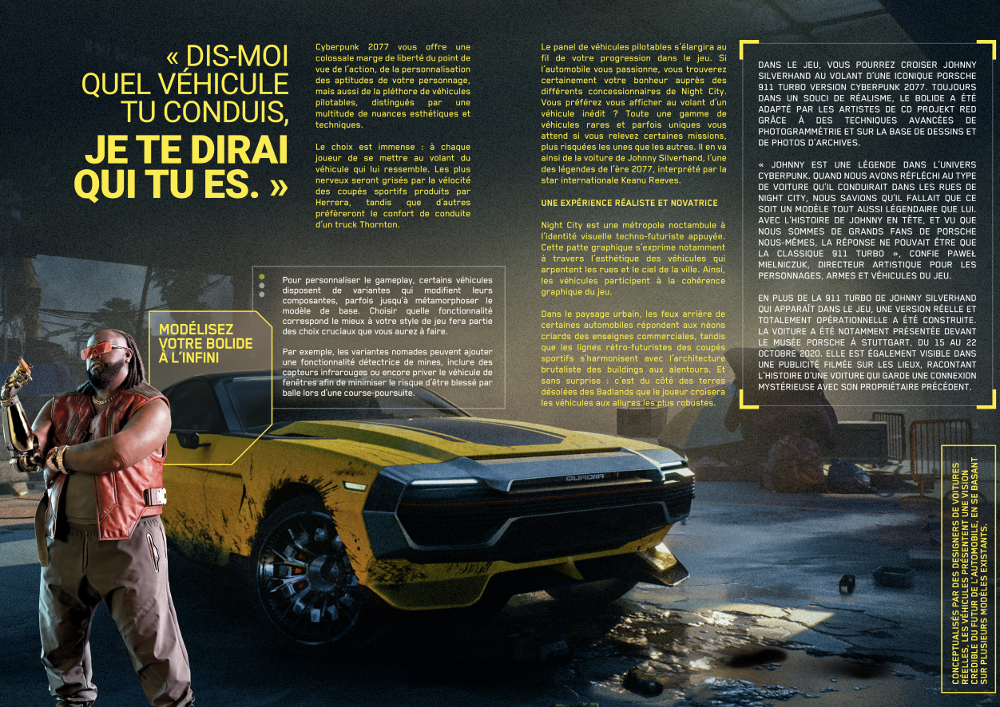 « DIS-MOI
QUEL VÉHICULE
TU CONDUIS,
JE TE DIRAI
QUI TU ES. »
Cyberpunk 2077 vous offre une
colossale marge de liberté du point de
vue de l'action, de la personnalisation
des aptitudes de votre personnage,
mais aussi de la pléthore de véhicules
pilotables, distingués par une
multitude de nuances esthétiques et
techniques.
Le choix est immense : à chaque
joueur de se mettre au volant du
véhicule qui lui ressemble. Les plus
nerveux seront grisés par la vélocité
des coupés sportifs produits par
Herrera, tandis que d'autres
préfèreront le confort de conduite
d'un truck Thornton.
MODÉLISEZ
VOTRE BOLIDE
À L'INFINI
Pour personnaliser le gameplay, certains véhicules
disposent de variantes qui modifient leurs
composantes, parfois jusqu'à métamorphoser le
modèle de base. Choisir quelle fonctionnalité
correspond le mieux à votre style de jeu fera partie
des choix cruciaux que vous aurez à faire.
Par exemple, les variantes nomades peuvent ajouter
une fonctionnalité détectrice de mines, inclure des
capteurs infrarouges ou encore priver le véhicule de
fenêtres afin de minimiser le risque d'être blessé par
balle lors d'une course-poursuite.
Le panel de véhicules pilotables s'élargira au
fil de votre progression dans le jeu. Si
l'automobile vous passionne, vous trouverez
certainement votre bonheur auprès des
différents concessionnaires de Night City.
Vous préférez vous afficher au volant d'un
véhicule inédit ? Toute une gamme de
véhicules rares et parfois uniques vous
attend si vous relevez certaines missions,
plus risquées les unes que les autres. Il en va
ainsi de la voiture de Johnny Silverhand, l'une
des légendes de l'ère 2077, interprété par la
star internationale Keanu Reeves.
UNE EXPÉRIENCE RÉALISTE ET NOVATRICE
Night City est une métropole noctambule à
l'identité visuelle techno-futuriste appuyée.
Cette patte graphique s'exprime notamment
à travers l'esthétique des véhicules qui
arpentent les rues et le ciel de la ville. Ainsi,
les véhicules participent à la cohérence
graphique du jeu.
Dans le paysage urbain, les feux arrière de
certaines automobiles répondent aux néons
criards des enseignes commerciales, tandis
que les lignes rétro-futuristes des coupés
sportifs s'harmonisent avec l'architecture
brutaliste des buildings aux alentours. Et
sans surprise : c'est du côté des terres
désolées des Badlands que le joueur croisera
les véhicules aux allures les plus robustes.
DANS LE JEU, VOUS POURREZ CROISER JOHNNY
SILVERHAND AU VOLANT D'UNE ICONIQUE PORSCHE
911 TURBO VERSION CYBERPUNK 2077. TOUJOURS
DANS UN SOUCI DE RÉALISME, LE BOLIDE A ÉTÉ
ADAPTÉ PAR LES ARTISTES DE CD PROJEKT RED
GRÂCE À DES TECHNIQUES AVANCÉES DE
PHOTOGRAMMÉTRIE ET SUR LA BASE DE DESSINS ET
DE PHOTOS D'ARCHIVES.
« JOHNNY EST UNE LÉGENDE DANS L'UNIVERS
CYBERPUNK. QUAND NOUS AVONS RÉFLÉCHI AU TYPE
DE VOITURE QU'IL CONDUIRAIT DANS LES RUES DE
NIGHT CITY, NOUS SAVIONS QU'IL FALLAIT QUE CE
SOIT UN MODÈLE TOUT AUSSI LÉGENDAIRE QUE LUI.
AVEC L'HISTOIRE DE JOHNNY EN TÊTE, ET VU QUE
NOUS SOMMES DE GRANDS FANS DE PORSCHE
NOUS-MÊMES, LA RÉPONSE NE POUVAIT ÊTRE QUE
LA CLASSIQUE 911 TURBO », CONFIE PAWEŁ
MIELNICZUK, DIRECTEUR ARTISTIQUE POUR LES
PERSONNAGES, ARMES ET VÉHICULES DU JEU.
EN PLUS DE LA 911 TURBO DE JOHNNY SILVERHAND
QUI APPARAÎT DANS LE JEU, UNE VERSION RÉELLE ET
TOTALEMENT OPÉRATIONNELLE A ÉTÉ CONSTRUITE.
LA VOITURE A ÉTÉ NOTAMMENT PRÉSENTÉE DEVANT
LE MUSÉE PORSCHE À STUTTGART, DU 15 AU 22
OCTOBRE 2020. ELLE EST ÉGALEMENT VISIBLE DANS
UNE PUBLICITÉ FILMÉE SUR LES LIEUX, RACONTANT
L'HISTOIRE D'UNE VOITURE QUI GARDE UNE CONNEXION
MYSTÉRIEUSE AVEC SON PROPRIÉTAIRE PRÉCÉDENT.
QUADRA
CONCEPTUALISÉS PAR DES DESIGNERS DE VOITURES
RÉELLES, LES VÉHICULES PRÉSENTENT UNE VISION
CRÉDIBLE DU FUTUR DE L'AUTOMOBILE, EN SE BASANT
SUR PLUSIEURS MODÈLES EXISTANTS.